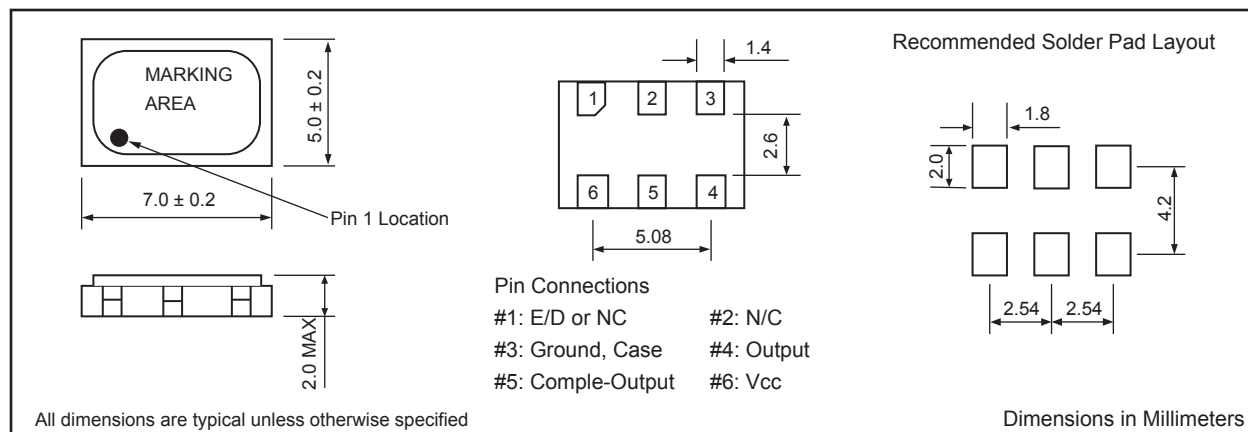 MARKING
AREA
5.0 ± 0.2
7.0 ± 0.2
Pin 1 Location
2.0 MAX
All dimensions are typical unless otherwise specified
1.4
1
2
3
2.6
6
5
4
5.08
Pin Connections
#1: E/D or NC #2: N/C
#3: Ground, Case #4: Output
#5: Comple-Output #6: Vcc
Recommended Solder Pad Layout
1.8
2.0
4.2
2.54 2.54
Dimensions in Millimeters